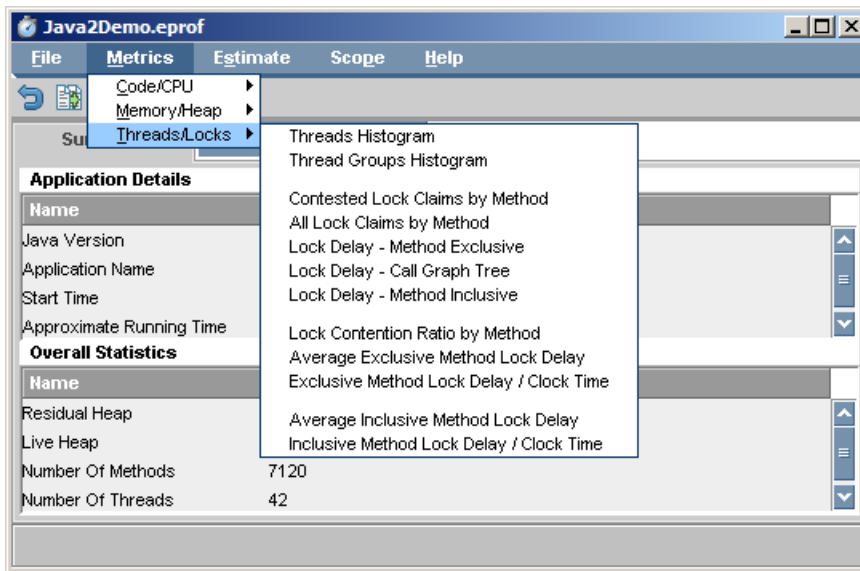 Java2Demo.eprof
File Metrics Estimate Scope Help
Code/CPU
Memory/Heap
Threads/Locks
Threads Histogram
Thread Groups Histogram
Contested Lock Claims by Method
All Lock Claims by Method
Lock Delay - Method Exclusive
Lock Delay - Call Graph Tree
Lock Delay - Method Inclusive
Lock Contention Ratio by Method
Average Exclusive Method Lock Delay
Exclusive Method Lock Delay / Clock Time
Average Inclusive Method Lock Delay
Inclusive Method Lock Delay / Clock Time
Application Details
Name
Java Version
Application Name
Start Time
Approximate Running Time
Overall Statistics
Name
Residual Heap
Live Heap
Number Of Methods 7120
Number Of Threads 42